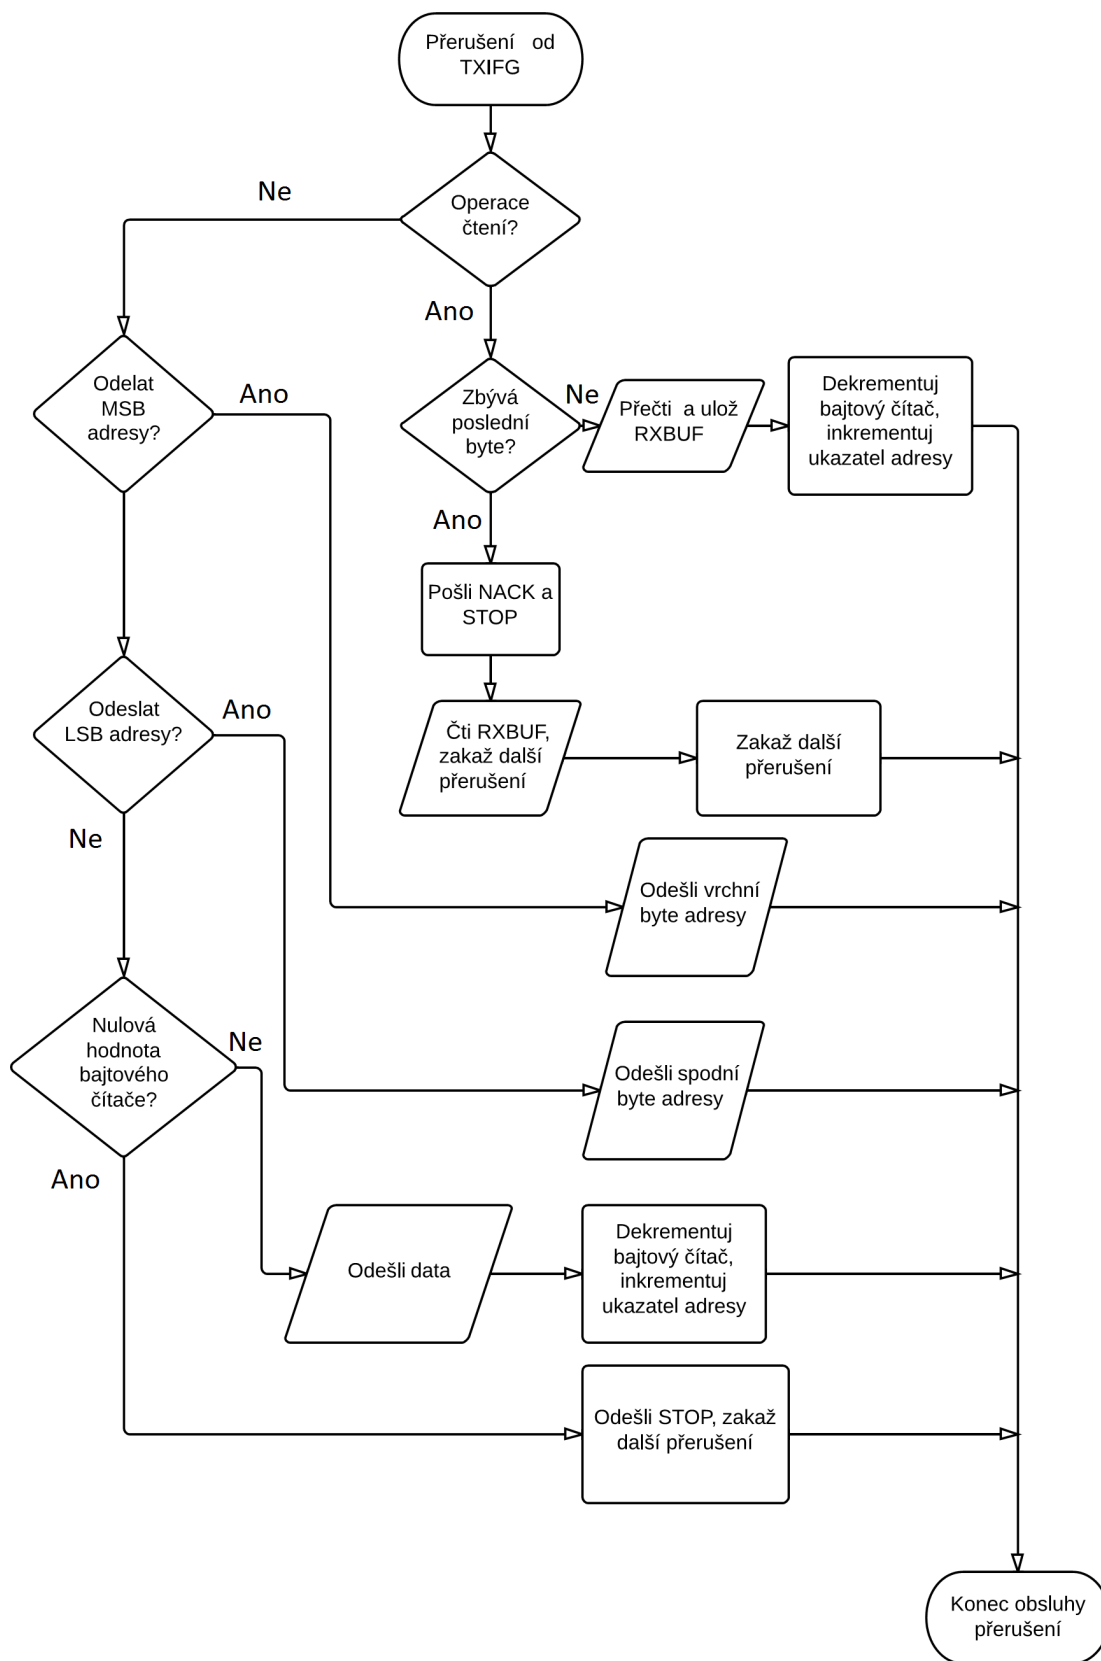 Přerušení od
TXIFG
Ne
Operace
čtení?
Ano
Odelat
MSB
adresy?
Ano
Zbývá
poslední
byte?
Ne
Přečti a ulož
RXBUF
Dekrementuj
bajtový čítač,
inkrementuj
ukazatel adresy
Ano
Pošli NACK a
STOP
Odeslat
LSB adresy?
Ano
Čti RXBUF,
zakaž další
přerušení
Zakaž další
přerušení
Ne
Odešli vrchní
byte adresy
Nulová
hodnota
bajtového
čítače?
Ne
Odešli spodní
byte adresy
Ano
Odešli data
Dekrementuj
bajtový čítač,
inkrementuj
ukazatel adresy
Odešli STOP, zakaž
další přerušení
Konec obsluhy
přerušení